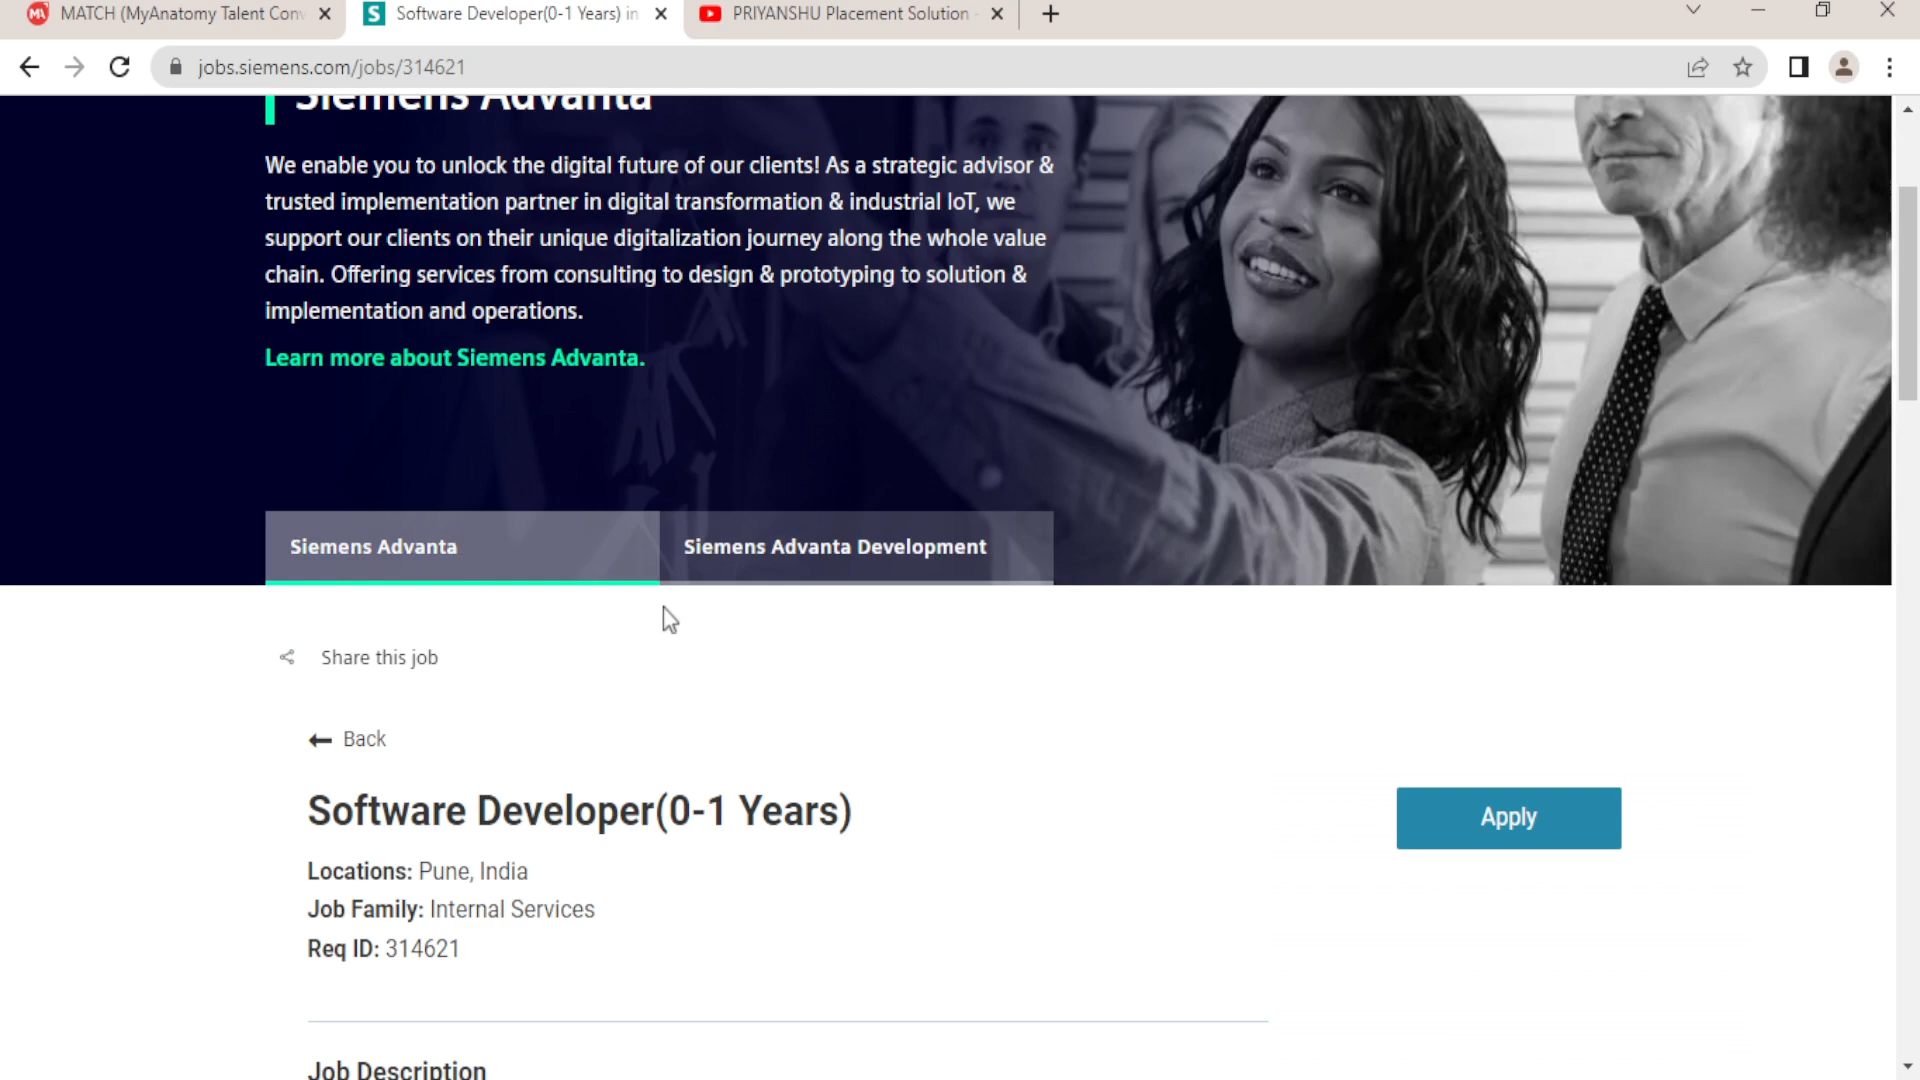 MATCH (MyAnatomy Talent Conv
Software Developer(0-1 Years) in
PRIYANSHU Placement Solution -
jobs.siemens.com/jobs/314621
Siemens Advanta
We enable you to unlock the digital future of our clients! As a strategic advisor &
trusted implementation partner in digital transformation & industrial IoT, we
support our clients on their unique digitalization journey along the whole value
chain. Offering services from consulting to design & prototyping to solution &
implementation and operations.
Learn more about Siemens Advanta.
Siemens Advanta
Siemens Advanta Development
Share this job
Back
Software Developer(0-1 Years)
Apply
Locations: Pune, India
Job Family: Internal Services
Req ID: 314621
Job Description